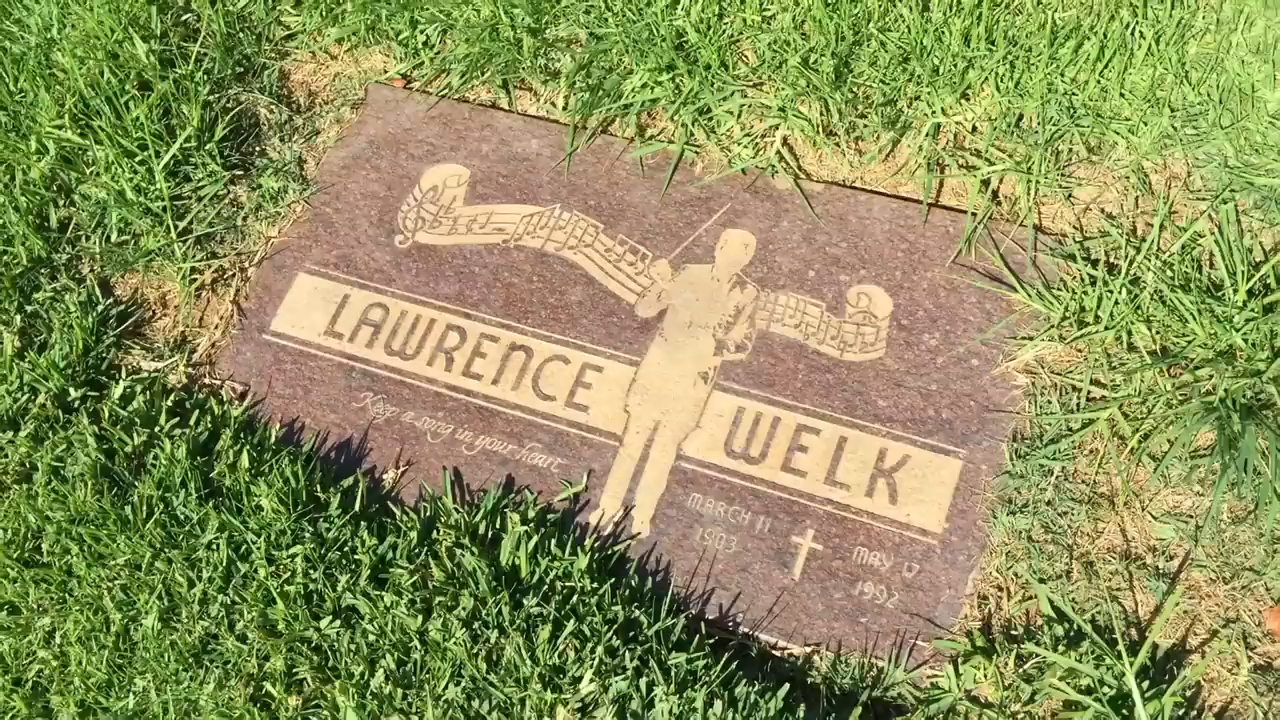 LAWRENCE WELK
Keep a song in your heart
MARCH 11
1903
MAY 17
1992